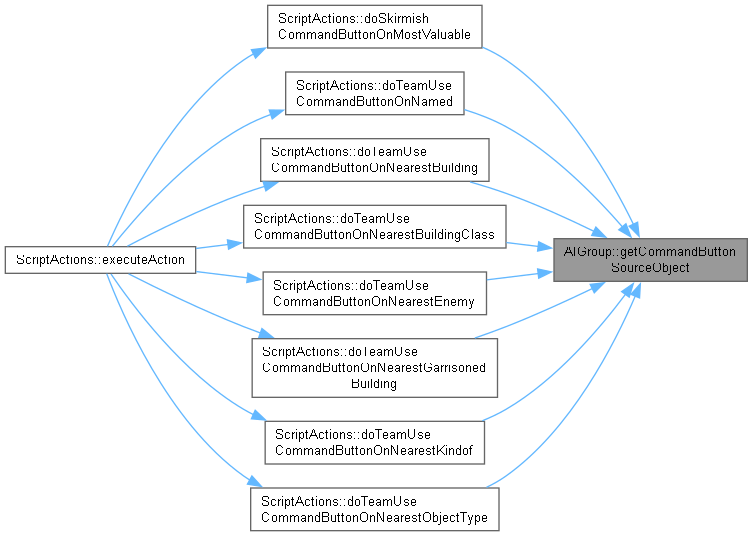 ScriptActions::doSkirmish
CommandButtonOnMostValuable
ScriptActions::doTeamUse
CommandButtonOnNamed
ScriptActions::doTeamUse
CommandButtonOnNearestBuilding
ScriptActions::doTeamUse
CommandButtonOnNearestBuildingClass
ScriptActions::executeAction
AIGroup::getCommandButton
SourceObject
ScriptActions::doTeamUse
CommandButtonOnNearestEnemy
ScriptActions::doTeamUse
CommandButtonOnNearestGarrisoned
Building
ScriptActions::doTeamUse
CommandButtonOnNearestKindof
ScriptActions::doTeamUse
CommandButtonOnNearestObjectType